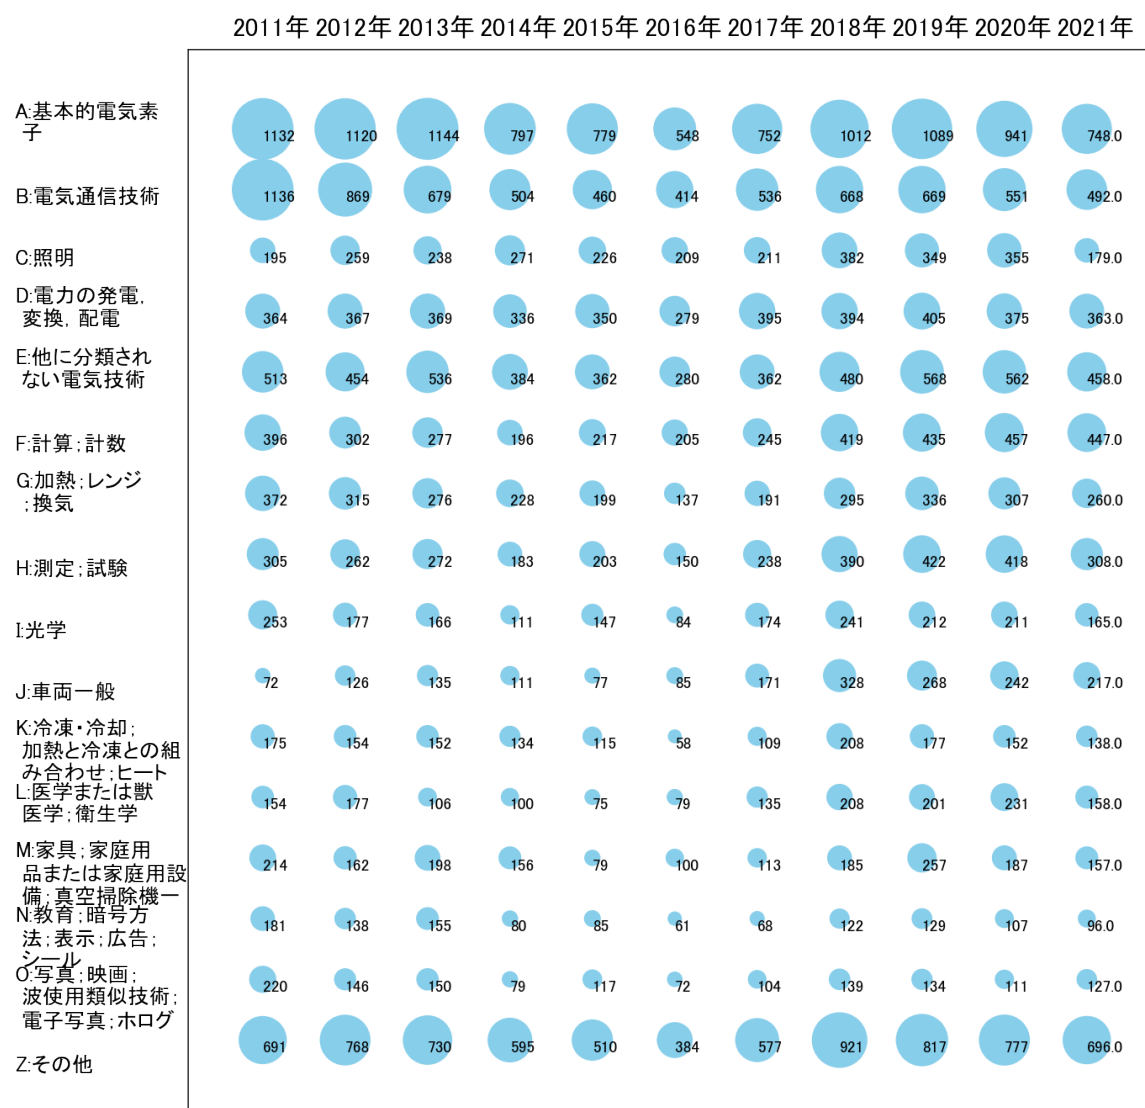 2011年 2012年 2013年 2014年 2015年 2016年 2017年 2018年 2019年 2020年 2021年
A:基本的電気素
子
1132 1120 1144 797 779 548 752 1012 1089 941 748.0
B:電気通信技術
1136 869 679 504 460 414 536 668 669 551 492.0
C:照明
195 259 238 271 226 209 211 382 349 355 179.0
D:電力の発電,
変換, 配電
364 367 369 336 350 279 395 394 405 375 363.0
E:他に分類され
ない電気技術
513 454 536 384 362 280 362 480 568 562 458.0
F:計算;計数
396 302 277 196 217 205 245 419 435 457 447.0
G:加熱;レンジ
;換気
372 315 276 228 199 137 191 295 336 307 260.0
H:測定;試験
305 262 272 183 203 150 238 390 422 418 308.0
I:光学
253 177 166 111 147 84 174 241 212 211 165.0
J:車両一般
72 126 135 111 77 85 171 328 268 242 217.0
K:冷凍・冷却;
加熱と冷凍との組
み合わせ;ヒート
175 154 152 134 115 58 109 208 177 152 138.0
L:医学または獣
医学;衛生学
154 177 106 100 75 79 135 208 201 231 158.0
M:家具;家庭用
品または家庭用設
備;真空掃除機一
214 162 198 156 79 100 113 185 257 187 157.0
N:教育;暗号方
法;表示;広告;
シール
181 138 155 80 85 61 68 122 129 107 96.0
O:写真;映画;
波使用類似技術;
電子写真;ホログ
220 146 150 79 117 72 104 139 134 111 127.0
Z:その他
691 768 730 595 510 384 577 921 817 777 696.0